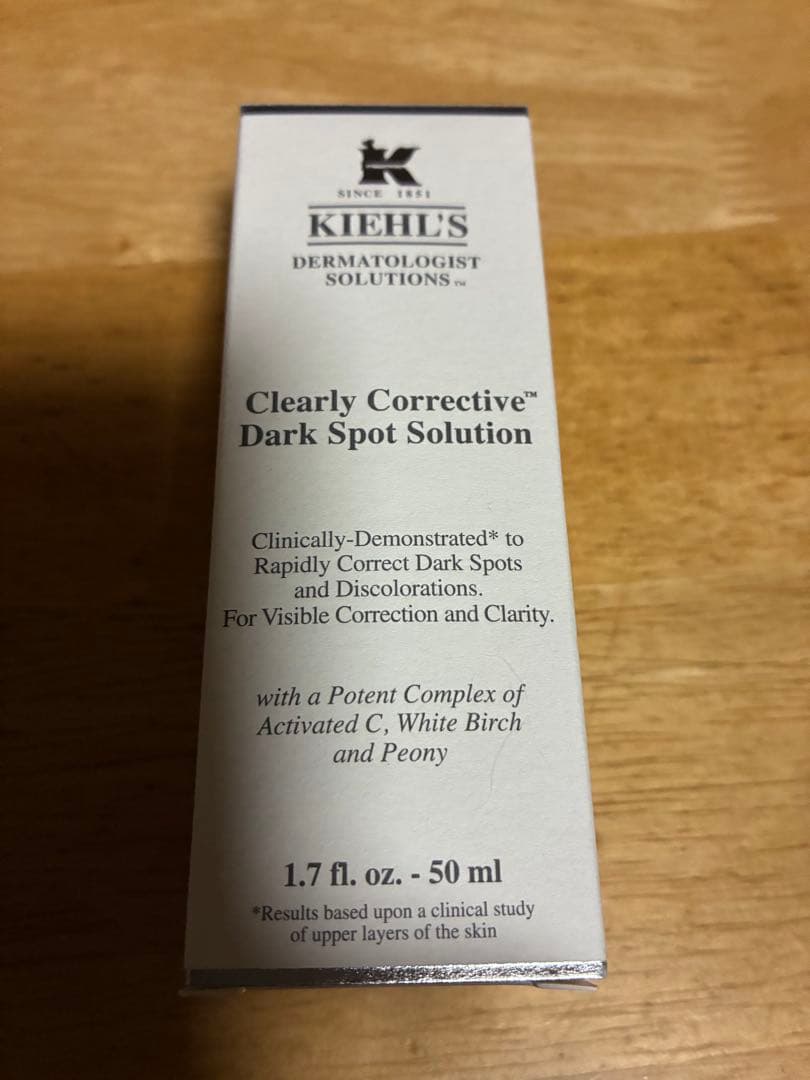 K
SINCE 1851
KIEHL'S
DERMATOLOGIST
SOLUTIONS™
Clearly Corrective™
Dark Spot Solution
Clinically-Demonstrated* to
Rapidly Correct Dark Spots
and Discolorations.
For Visible Correction and Clarity.
with a Potent Complex of
Activated C, White Birch
and Peony
1.7 fl. oz. - 50 ml
*Results based upon a clinical study
of upper layers of the skin